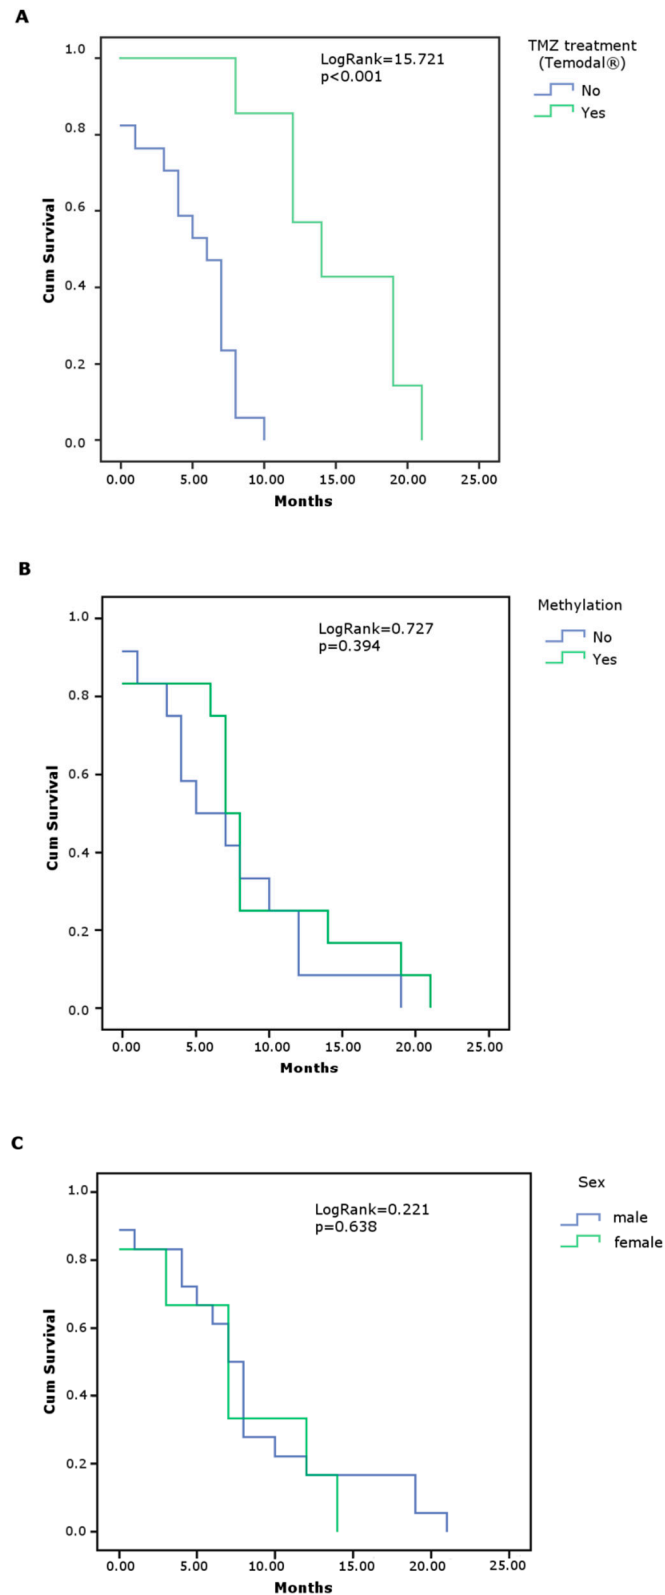 A
LogRank=15.721
p<0.001
TMZ treatment
(Temodal®)
No
Yes
1.0
0.8
0.6
0.4
0.2
0.0
Cum Survival
0.00 5.00 10.00 15.00 20.00 25.00
Months
B
LogRank=0.727
p=0.394
Methylation
No
Yes
1.0
0.8
0.6
0.4
0.2
0.0
Cum Survival
0.00 5.00 10.00 15.00 20.00 25.00
Months
C
LogRank=0.221
p=0.638
Sex
male
female
1.0
0.8
0.6
0.4
0.2
0.0
Cum Survival
0.00 5.00 10.00 15.00 20.00 25.00
Months